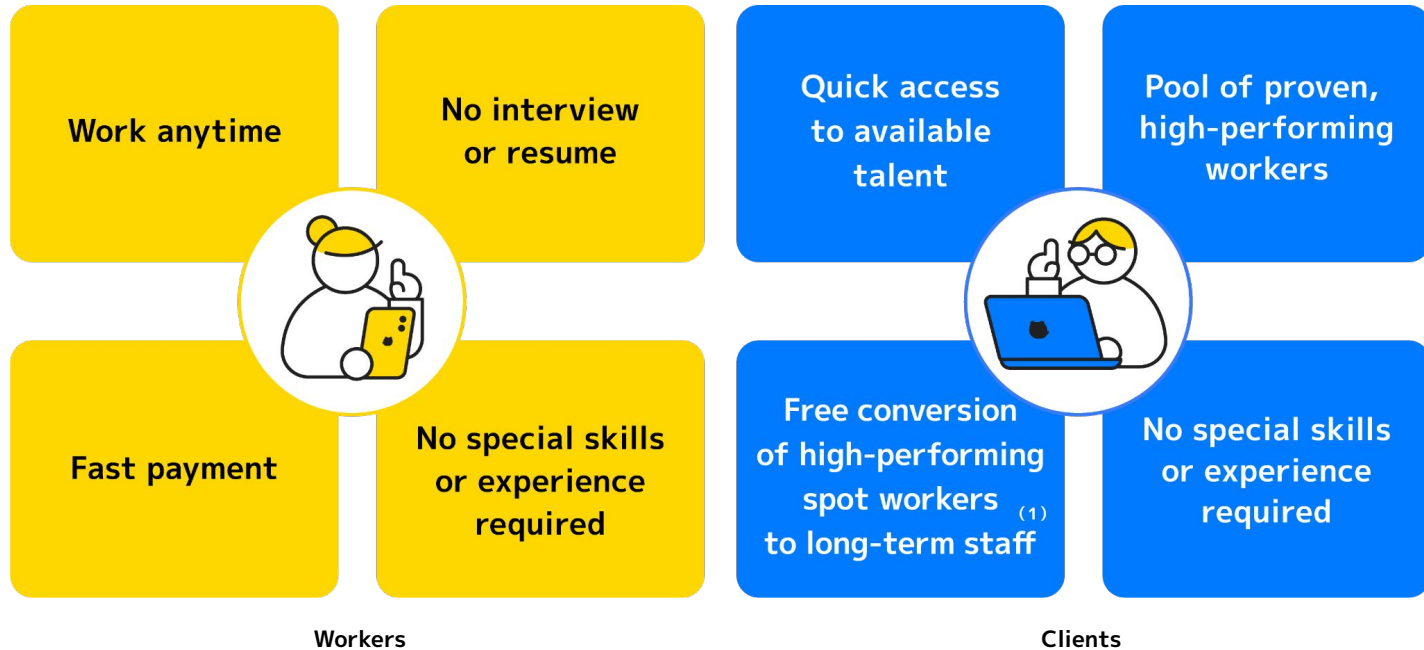 Work anytime
No interview
or resume
Fast payment
No special skills
or experience
required
Workers
Quick access
to available
talent
Pool of proven,
high-performing
workers
Free conversion
of high-performing
spot workers
to long-term staff (1)
No special skills
or experience
required
Clients